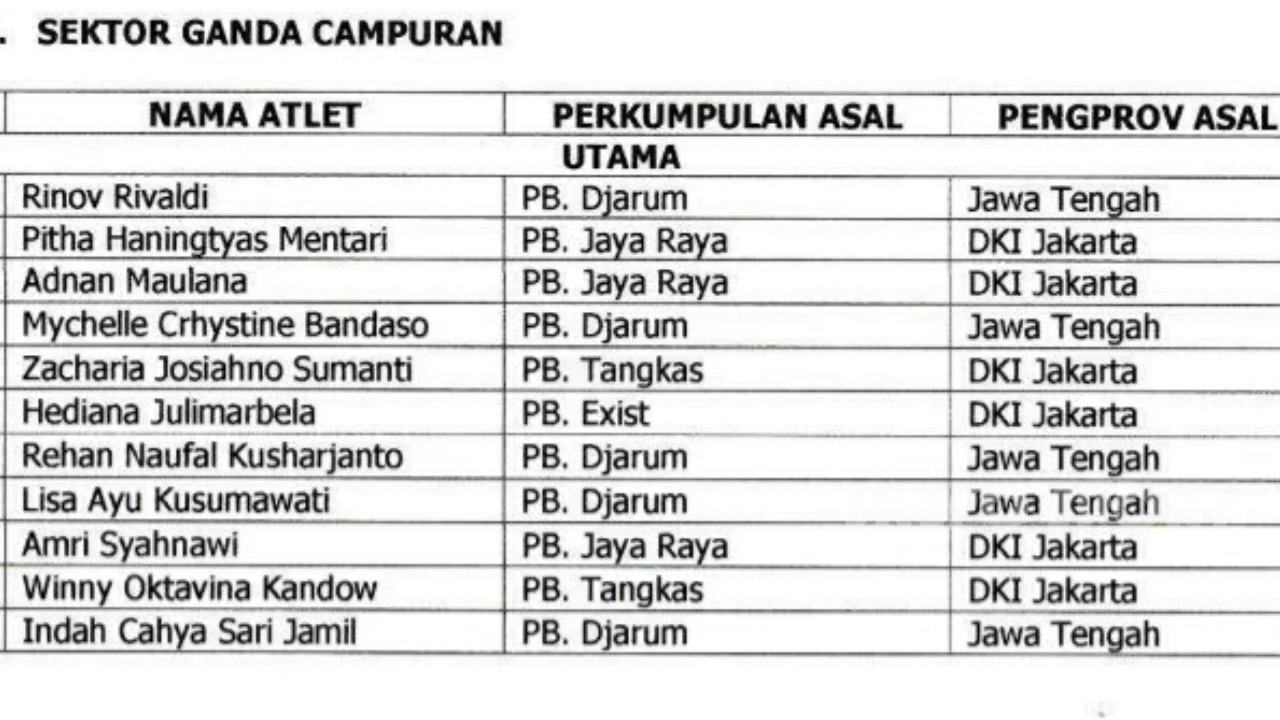 . SEKTOR GANDA CAMPURAN
NAMA ATLET PERKUMPULAN ASAL PENGPROV ASAL
UTAMA
Rinov Rivaldi PB. Djarum Jawa Tengah
Pitha Haningtyas Mentari PB. Jaya Raya DKI Jakarta
Adnan Maulana PB. Jaya Raya DKI Jakarta
Mychelle Crhystine Bandaso PB. Djarum Jawa Tengah
Zacharia Josiahno Sumanti PB. Tangkas DKI Jakarta
Hediana Julimarbela PB. Exist DKI Jakarta
Rehan Naufal Kusharjanto PB. Djarum Jawa Tengah
Lisa Ayu Kusumawati PB. Djarum Jawa Tengah
Amri Syahnawi PB. Jaya Raya DKI Jakarta
Winny Oktavina Kandow PB. Tangkas DKI Jakarta
Indah Cahya Sari Jamil PB. Djarum Jawa Tengah